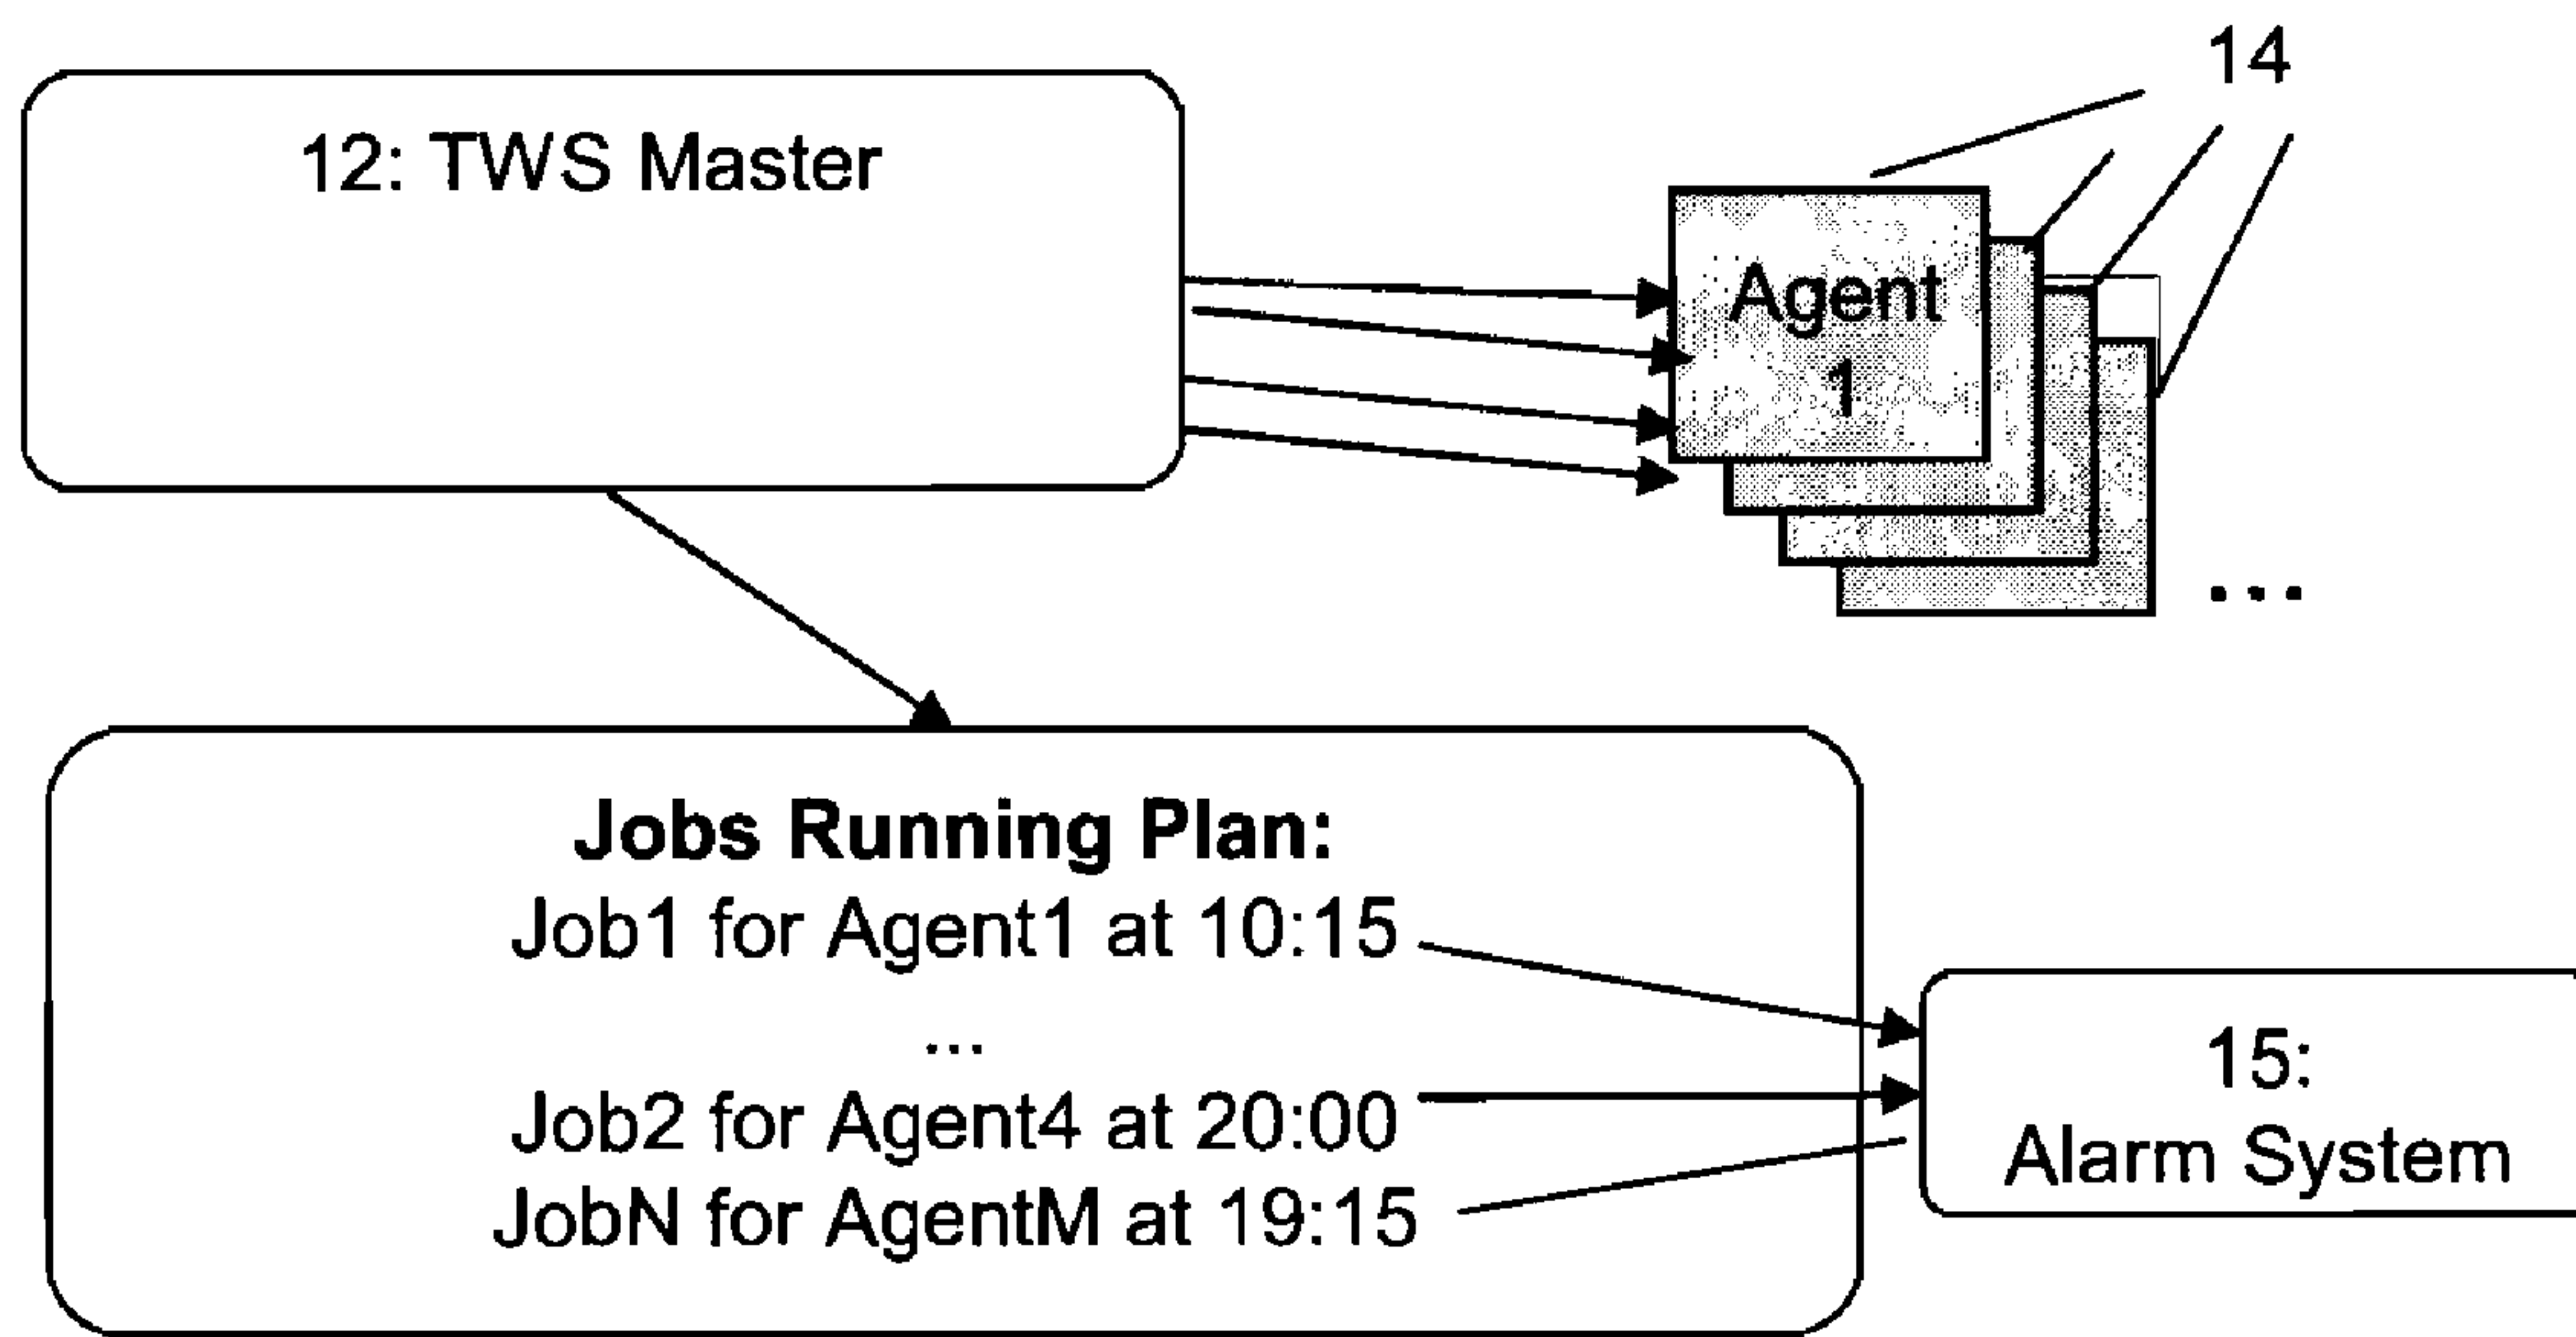 14
12: TWS Master
Agent
1
...
Jobs Running Plan:
Job1 for Agent1 at 10:15
...
Job2 for Agent4 at 20:00
JobN for AgentM at 19:15
15:
Alarm System